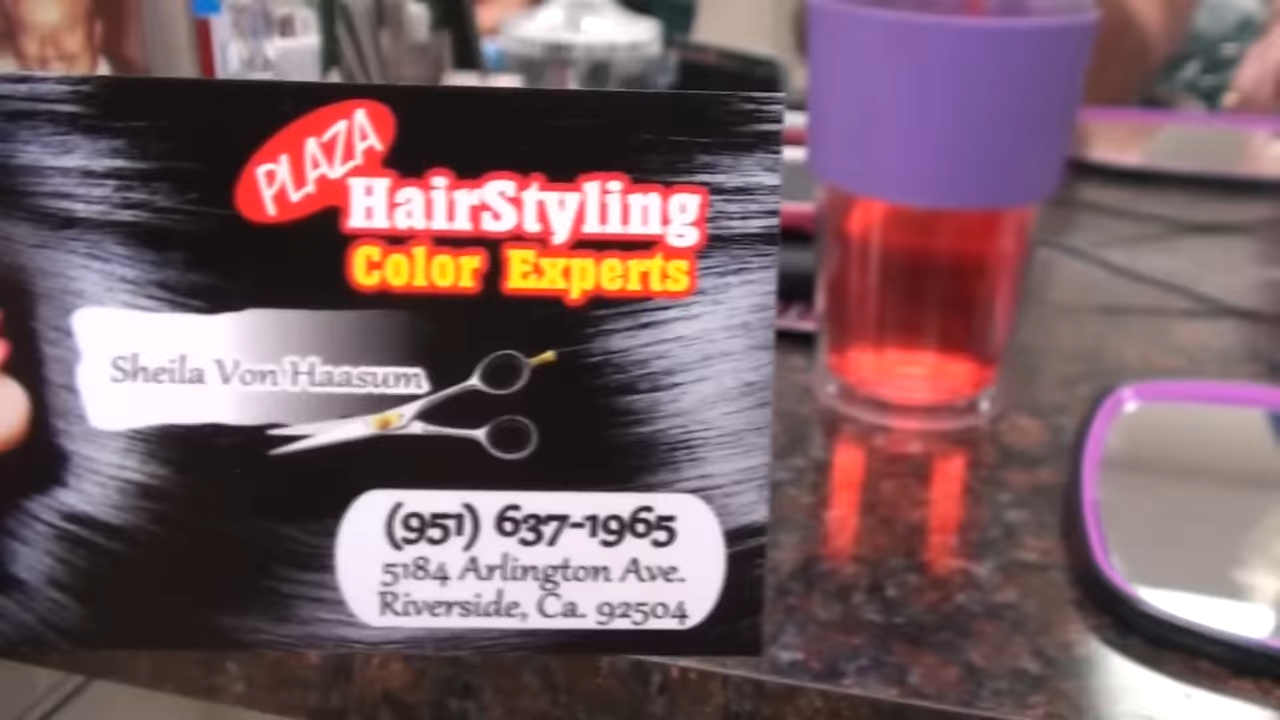 PLAZA
HairStyling
Color Experts
Sheila Von Haasum
(951) 637-1965
5184 Arlington Ave.
Riverside, Ca. 92504